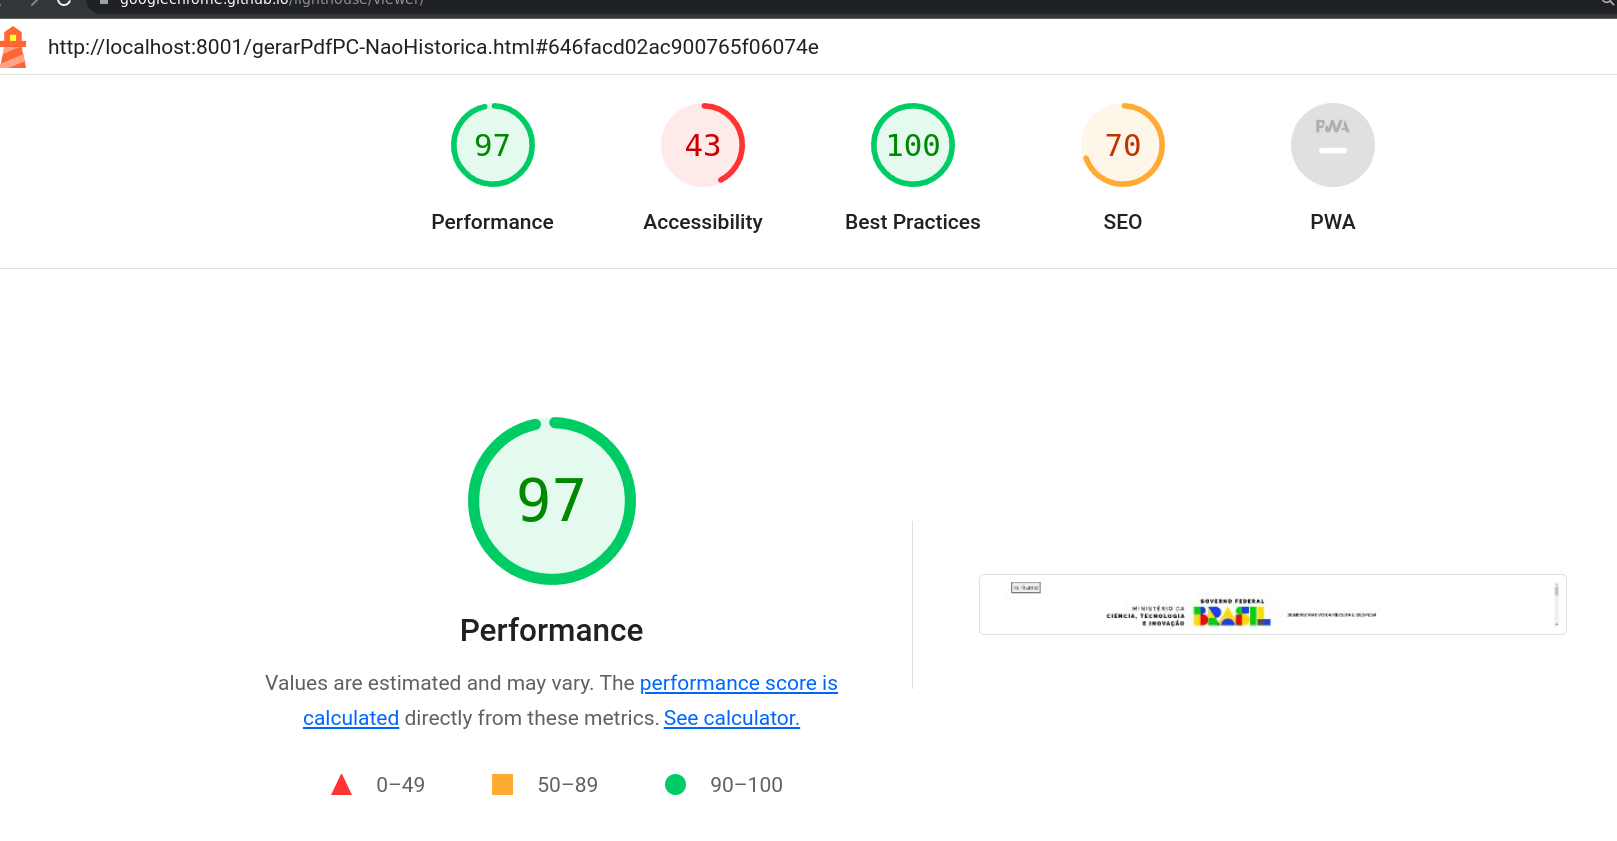 googlechrome.github.io/lighthouse/viewer/
http://localhost:8001/gerarPdfPC-NaoHistorica.html#646facd02ac900765f06074e
97
43
100
70
PWA
Performance
Accessibility
Best Practices
SEO
PWA
97
Performance
Values are estimated and may vary. The performance score is
calculated directly from these metrics. See calculator.
0–49
50–89
90–100
GOVERNO FEDERAL
MINISTÉRIO DA
CIÊNCIA, TECNOLOGIA
E INOVAÇÃO
BRASIL